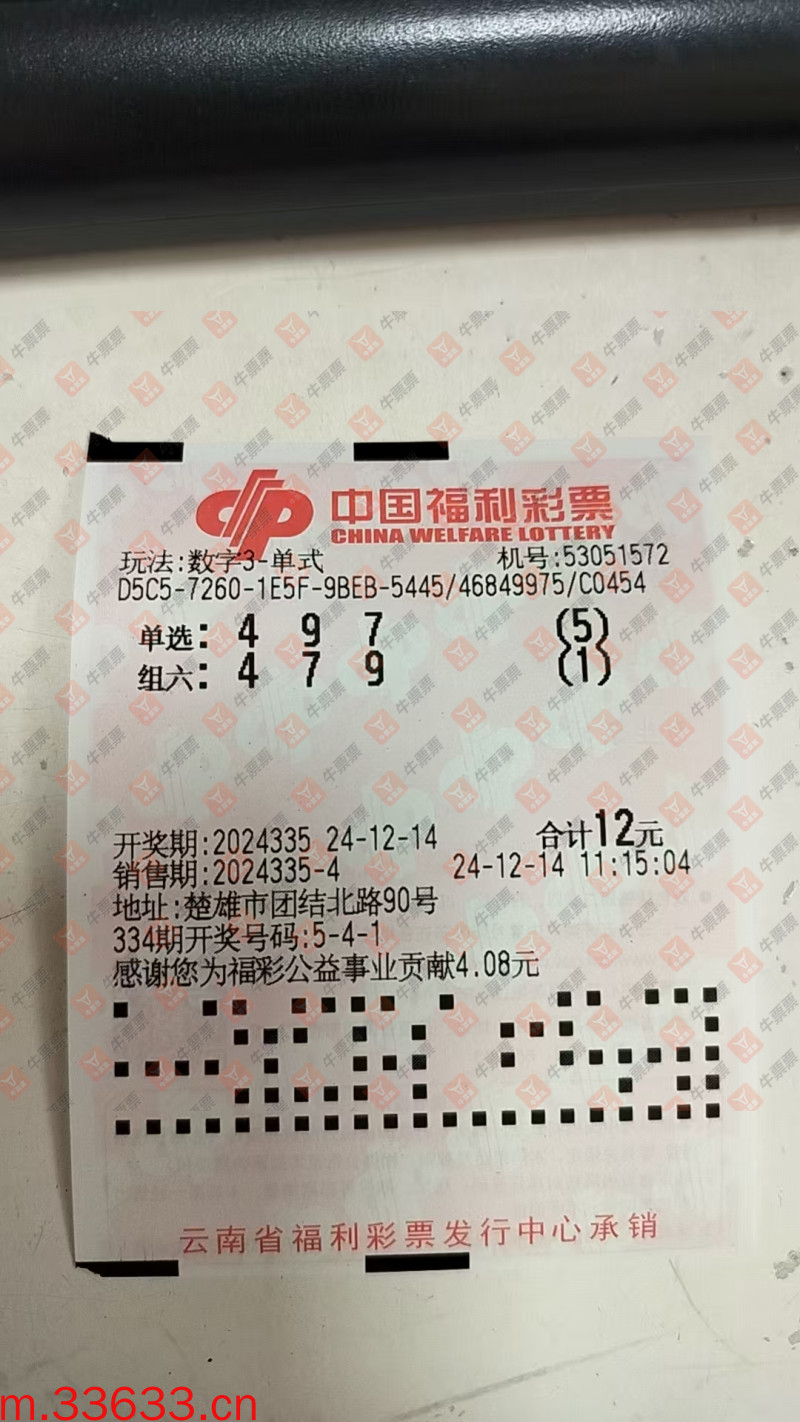 中国福利彩票
CHINA WELFARE LOTTERY
玩法:数字3-单式 机号:53051572
D5C5-7260-1E5F-9BEB-5445/46849975/C0454
单选: 4 9 7 (5)
组六: 4 7 9 (1)
开奖期:2024335 24-12-14 合计12元
销售期:2024335-4 24-12-14 11:15:04
地址:楚雄市团结北路90号
334期开奖号码:5-4-1
感谢您为福彩公益事业贡献4.08元
云南省福利彩票发行中心承销
牛票票
m.33633.cn